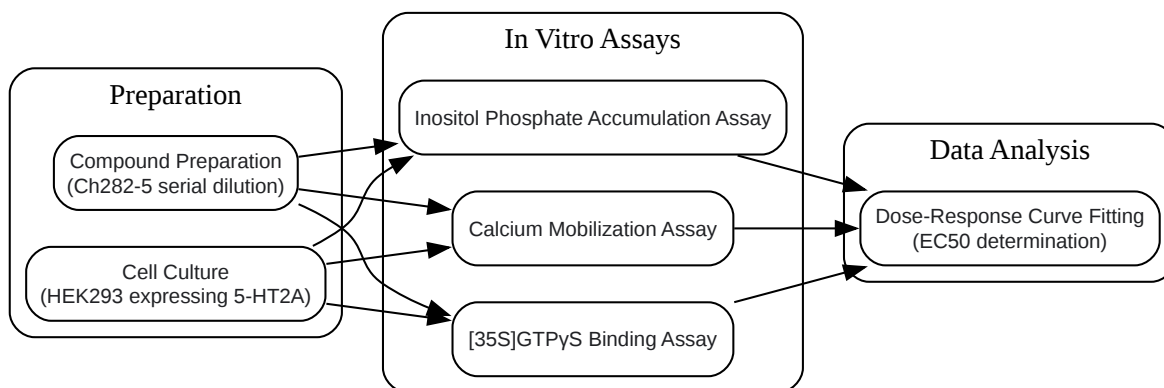 Preparation
Compound Preparation
(Ch282-5 serial dilution)
Cell Culture
(HEK293 expressing 5-HT2A)
In Vitro Assays
Inositol Phosphate Accumulation Assay
Calcium Mobilization Assay
[35S]GTPγS Binding Assay
Data Analysis
Dose-Response Curve Fitting
(EC50 determination)